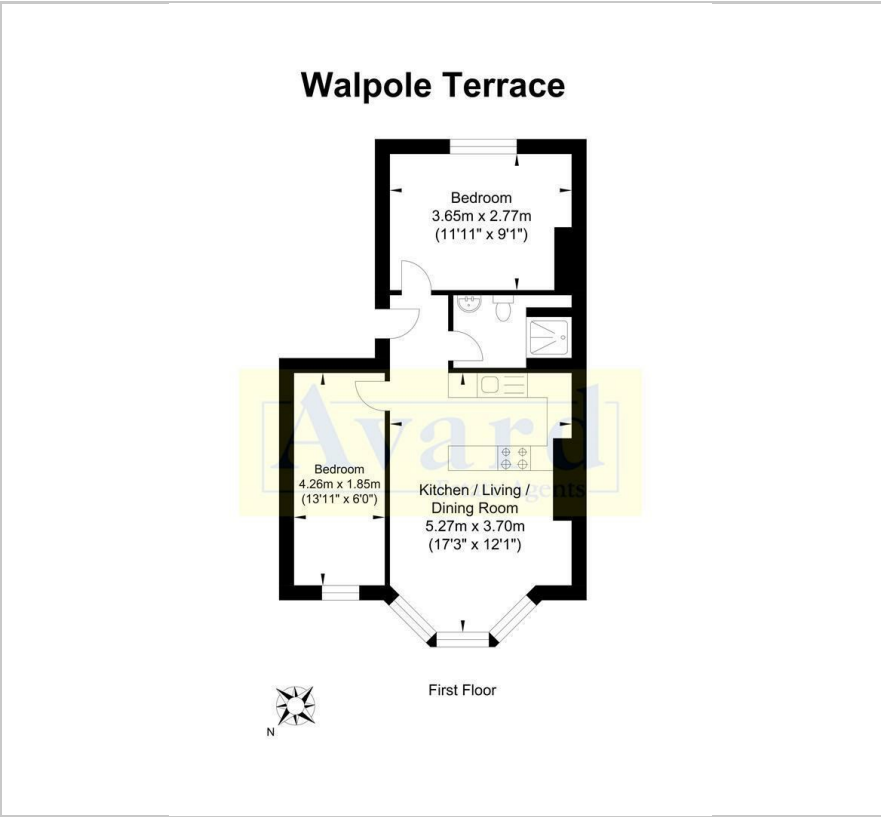 Walpole Terrace
Bedroom
3.65m x 2.77m
(11'11" x 9'1")
Avard
Estate Agents
Bedroom
4.26m x 1.85m
(13'11" x 6'0")
Kitchen / Living /
Dining Room
5.27m x 3.70m
(17'3" x 12'1")
First Floor
N